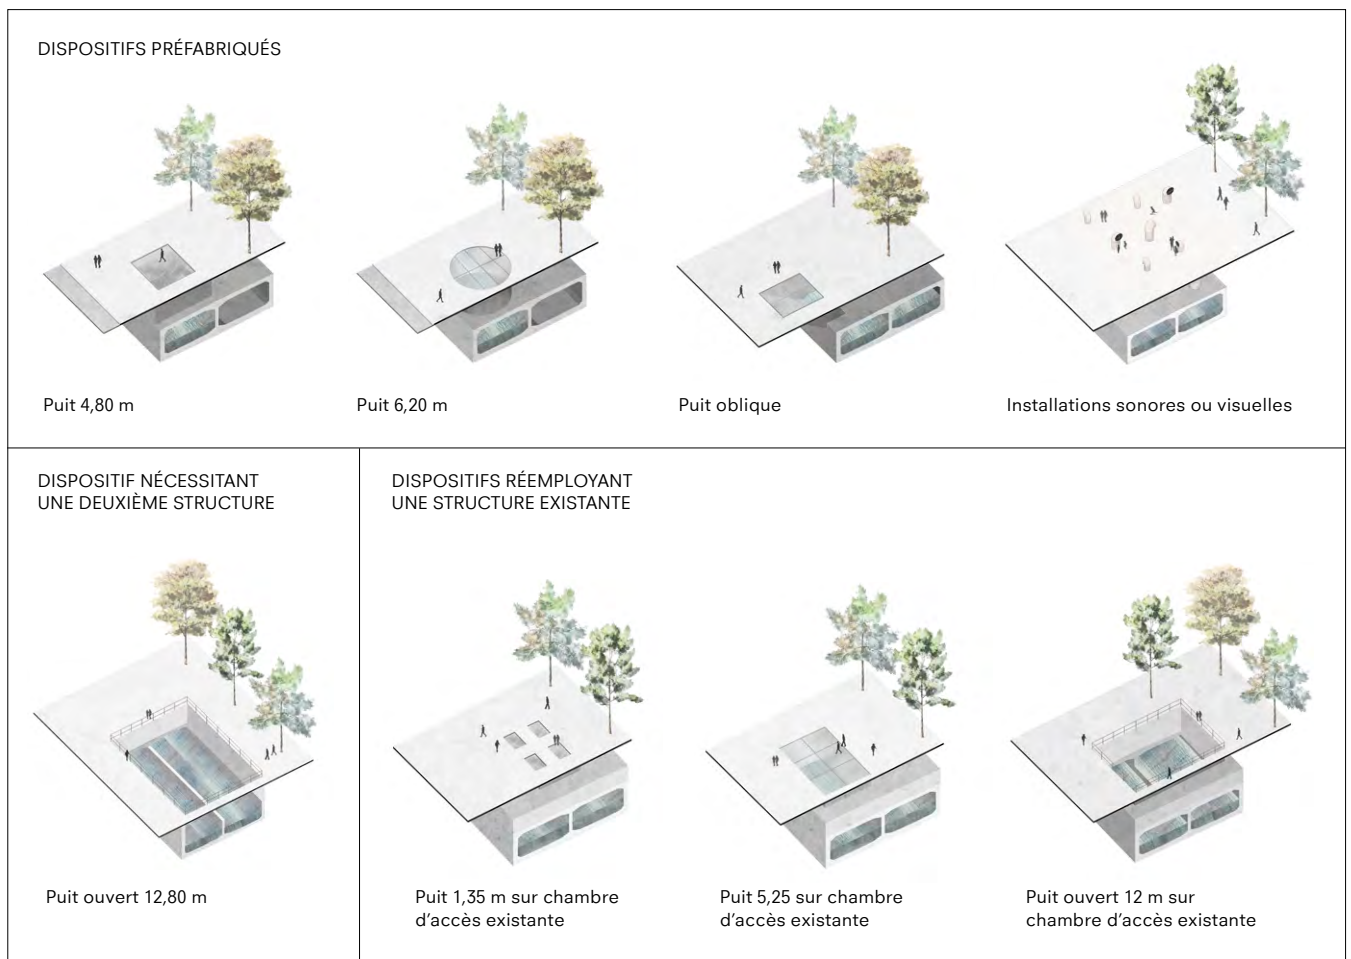 DISPOSITIFS PRÉFABRIQUÉS
Puit 4,80 m
Puit 6,20 m
Puit oblique
Installations sonores ou visuelles
DISPOSITIF NÉCESSITANT
UNE DEUXIÈME STRUCTURE
Puit ouvert 12,80 m
DISPOSITIFS RÉEMPLOYANT
UNE STRUCTURE EXISTANTE
Puit 1,35 m sur chambre
d'accès existante
Puit 5,25 sur chambre
d'accès existante
Puit ouvert 12 m sur
chambre d'accès existante